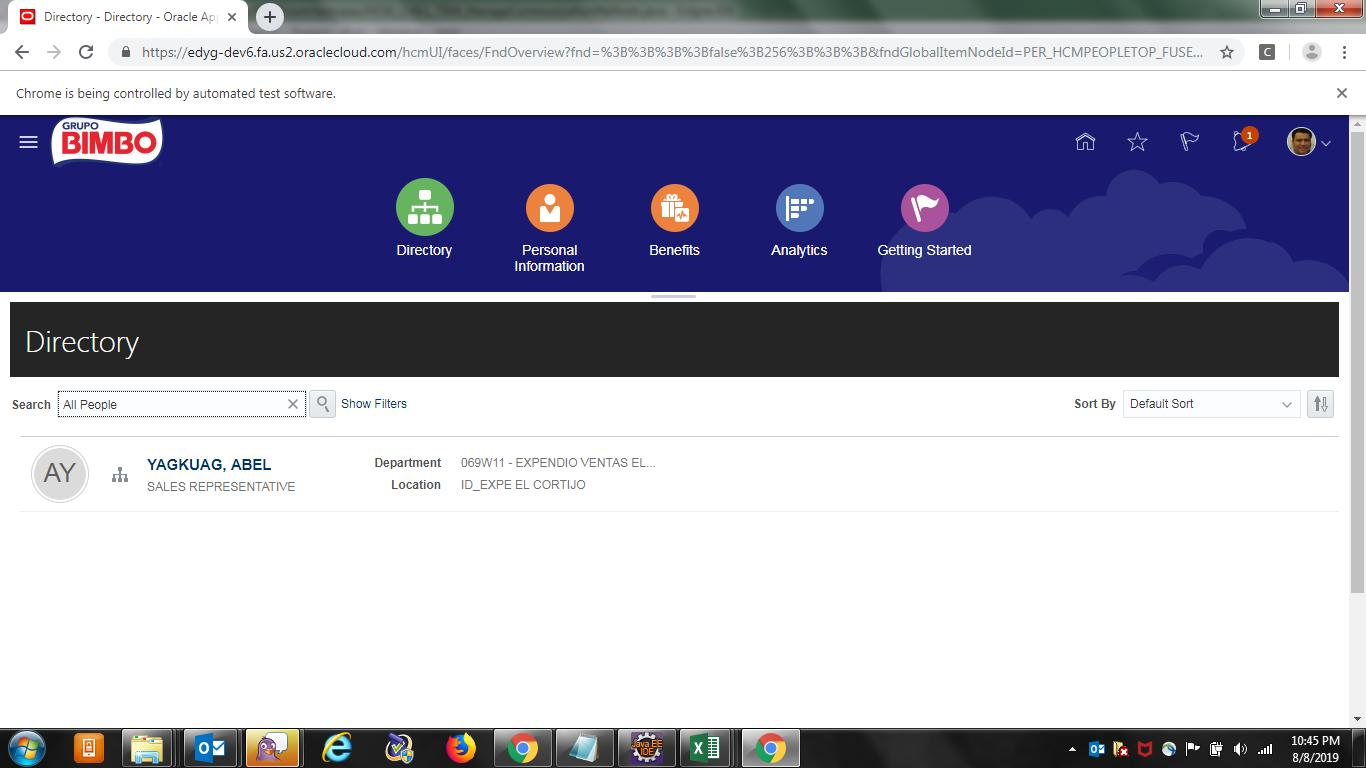 Directory - Directory - Oracle Ap
https://edyg-dev6.fa.us2.oraclecloud.com/hcmUI/faces/FndOverview?fnd=%3B%3B%3B%3Bfalse%3B256%3B%3B%3B&fndGlobalItemNodeId=PER_HCMPEOPLETOP_FUSE...
C
Chrome is being controlled by automated test software.
GRUPO
BIMBO
1
Directory
Personal Information
Benefits
Analytics
Getting Started
Directory
Search All People Show Filters Sort By Default Sort
AY YAGKUAG, ABEL Department 069W11 - EXPENDIO VENTAS EL...
SALES REPRESENTATIVE Location ID_EXPE EL CORTIJO
Java EE
IDE
10:45 PM
8/8/2019